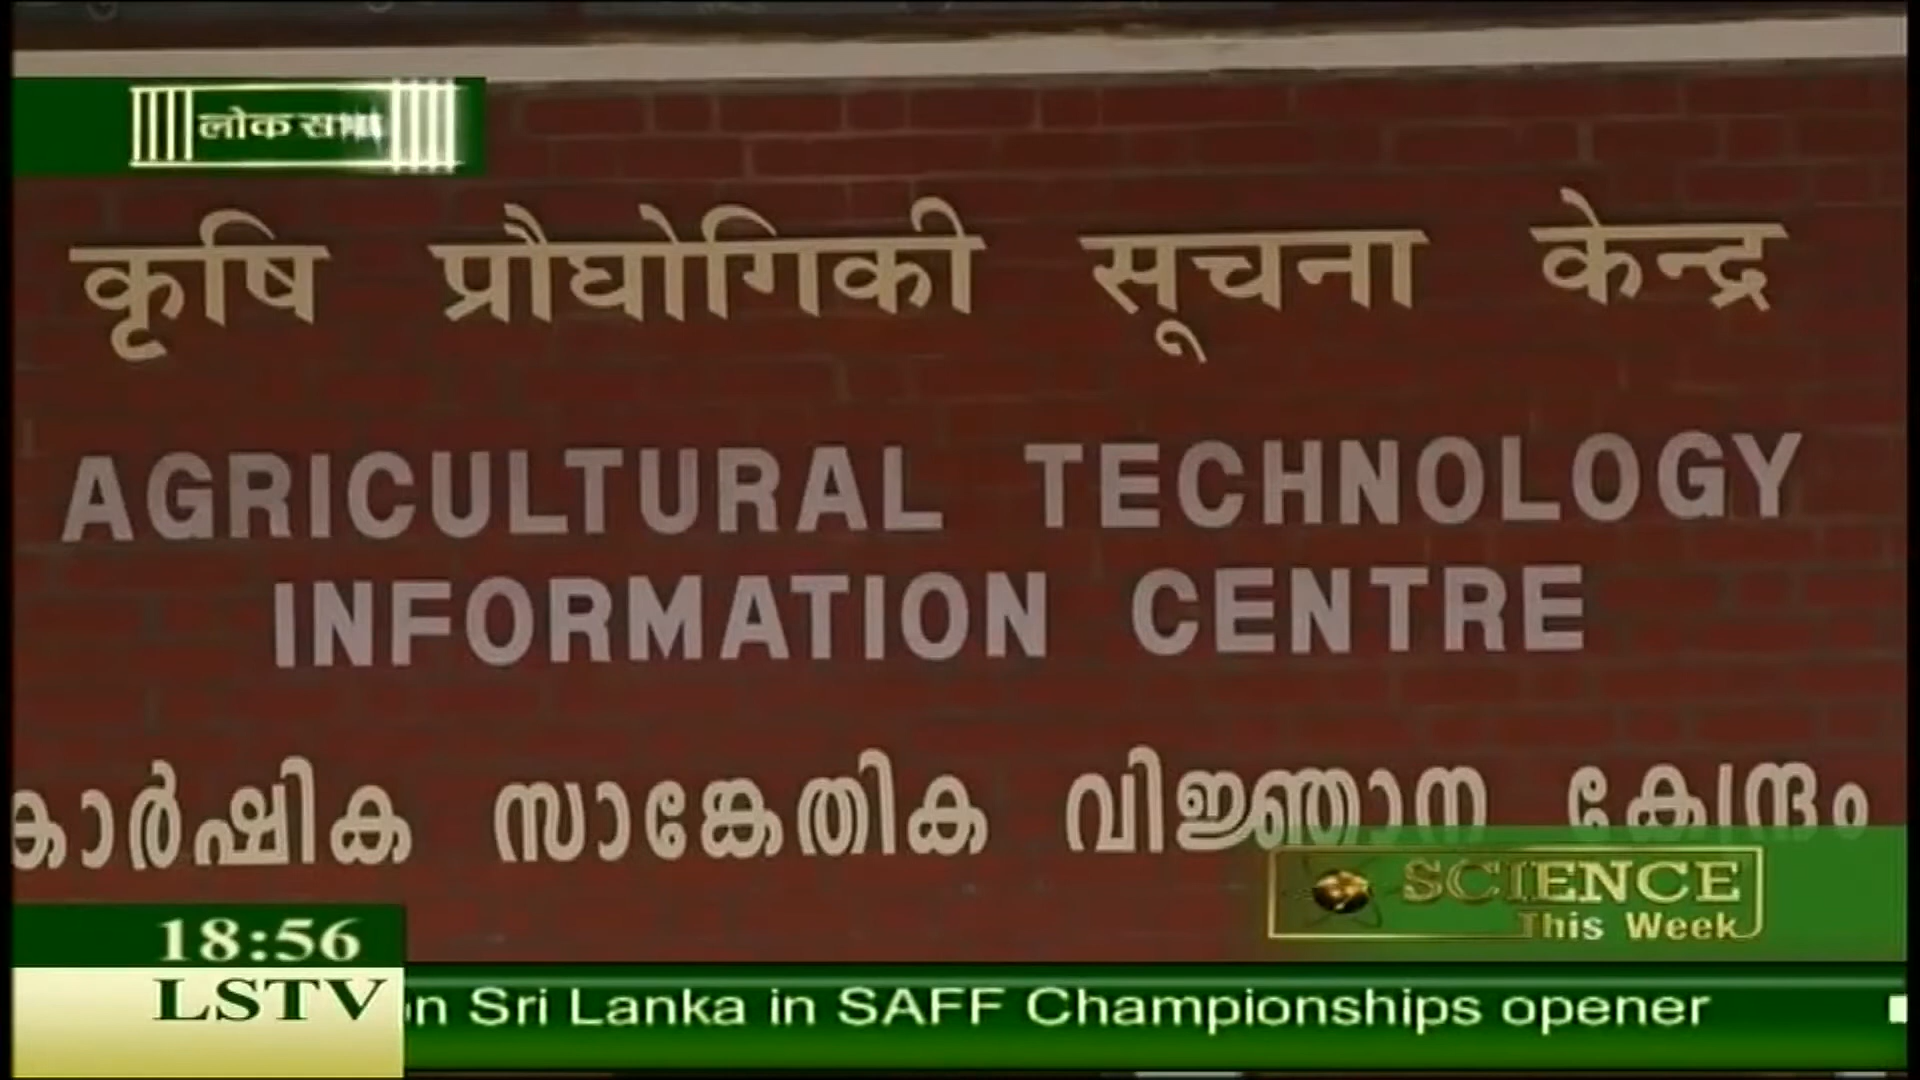 लोक सभा
कृषि प्रौघोगिकी सूचना केन्द्र
AGRICULTURAL TECHNOLOGY
INFORMATION CENTRE
കാർഷിക സാങ്കേതിക വിജ്ഞാന കേന്ദ്രം
SCIENCE
This Week
18:56
LSTV
on Sri Lanka in SAFF Championships opener